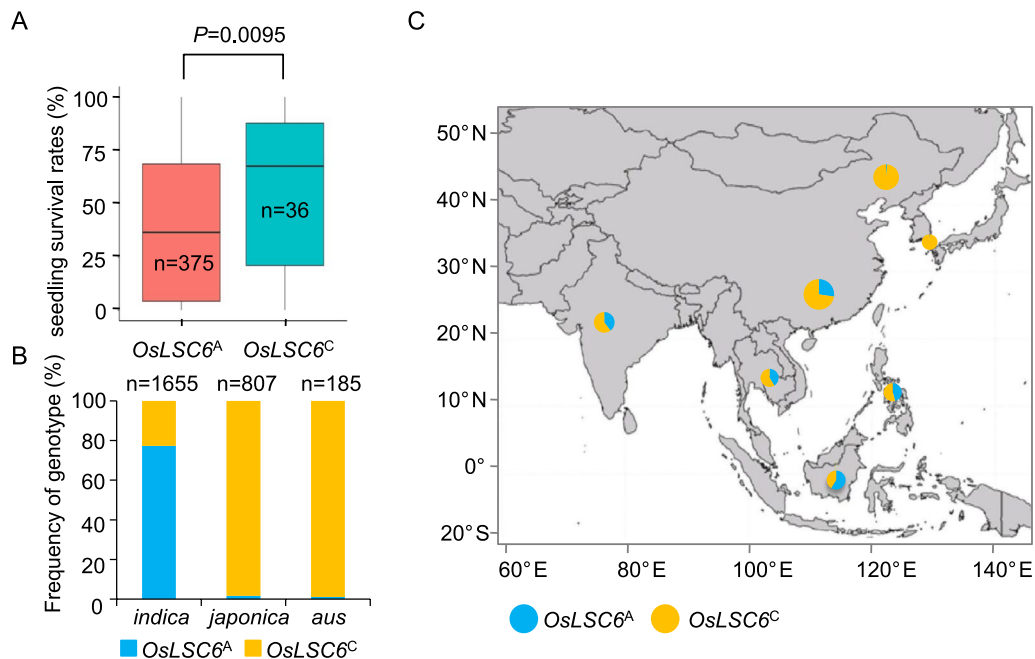 A
P=0.0095
seedling survival rates (%)
100
75
50
25
0
n=375
n=36
OsLSC6ᴬ
OsLSC6ᶜ
B
n=1655 n=807 n=185
Frequency of genotype (%)
100
80
60
40
20
0
indica japonica aus
OsLSC6ᴬ OsLSC6ᶜ
C
50°N
40°N
30°N
20°N
10°N
0°
20°S
60°E 80°E 100°E 120°E 140°E
OsLSC6ᴬ OsLSC6ᶜ